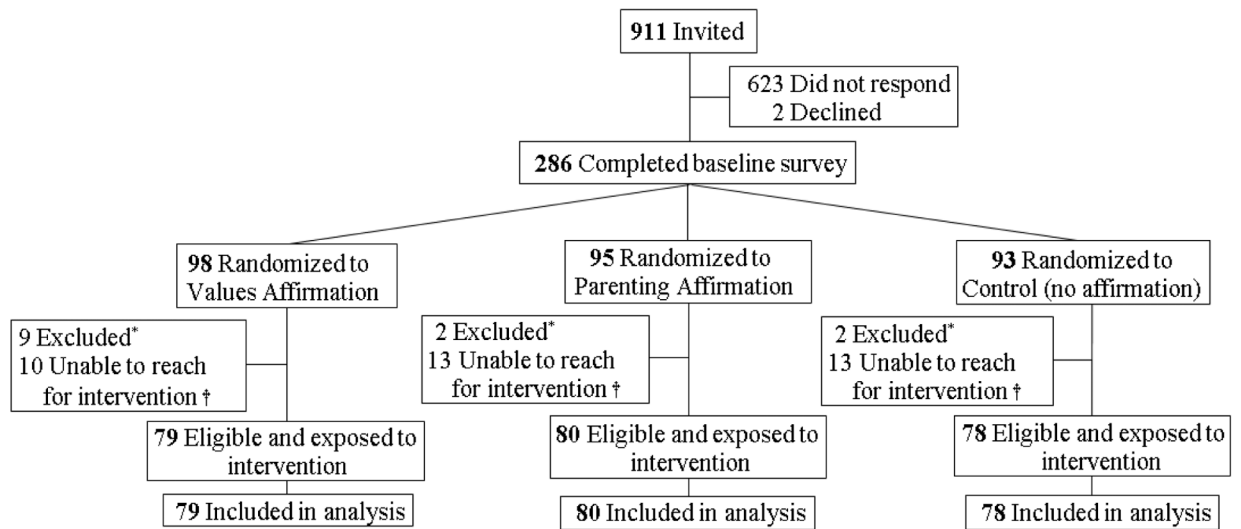 911 Invited
623 Did not respond
2 Declined
286 Completed baseline survey
98 Randomized to
Values Affirmation
95 Randomized to
Parenting Affirmation
93 Randomized to
Control (no affirmation)
9 Excluded*
10 Unable to reach
for intervention †
2 Excluded*
13 Unable to reach
for intervention †
2 Excluded*
13 Unable to reach
for intervention †
79 Eligible and exposed to
intervention
80 Eligible and exposed to
intervention
78 Eligible and exposed to
intervention
79 Included in analysis
80 Included in analysis
78 Included in analysis